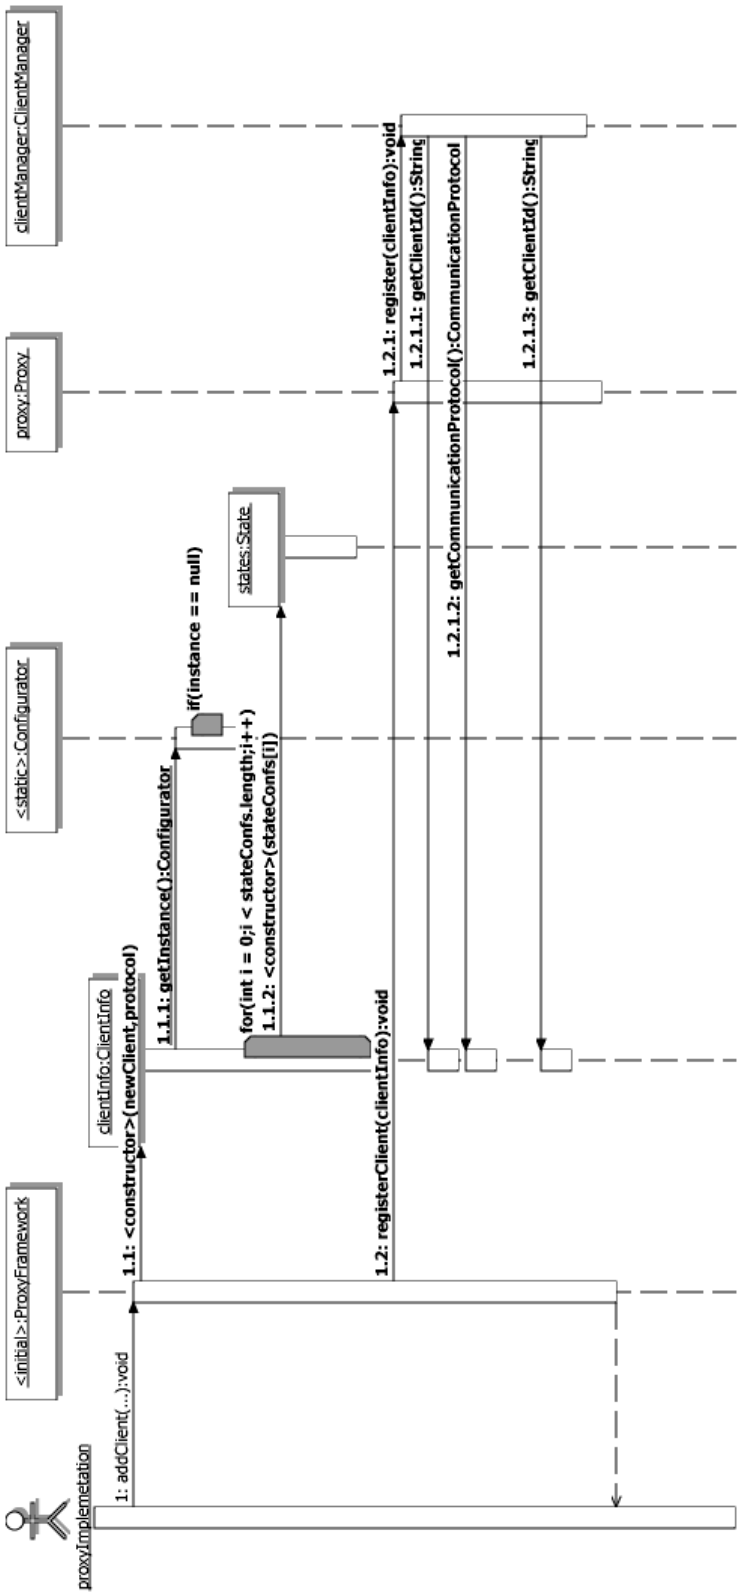 proxyImplemetation
<initial>:ProxyFramework
clientInfo:ClientInfo
<static>:Configurator
states:State
proxy:Proxy
clientManager:ClientManager
1: addClient(...):void
1.1: <constructor>(newClient,protocol)
1.1.1: getInstance():Configurator
if(instance == null)
for(int i = 0;i < stateConfs.length;i++)
1.1.2: <constructor>(stateConfs[i])
1.2: registerClient(clientInfo):void
1.2.1: register(clientInfo):void
1.2.1.1: getClientId():String
1.2.1.2: getCommunicationProtocol():CommunicationProtocol
1.2.1.3: getClientId():String